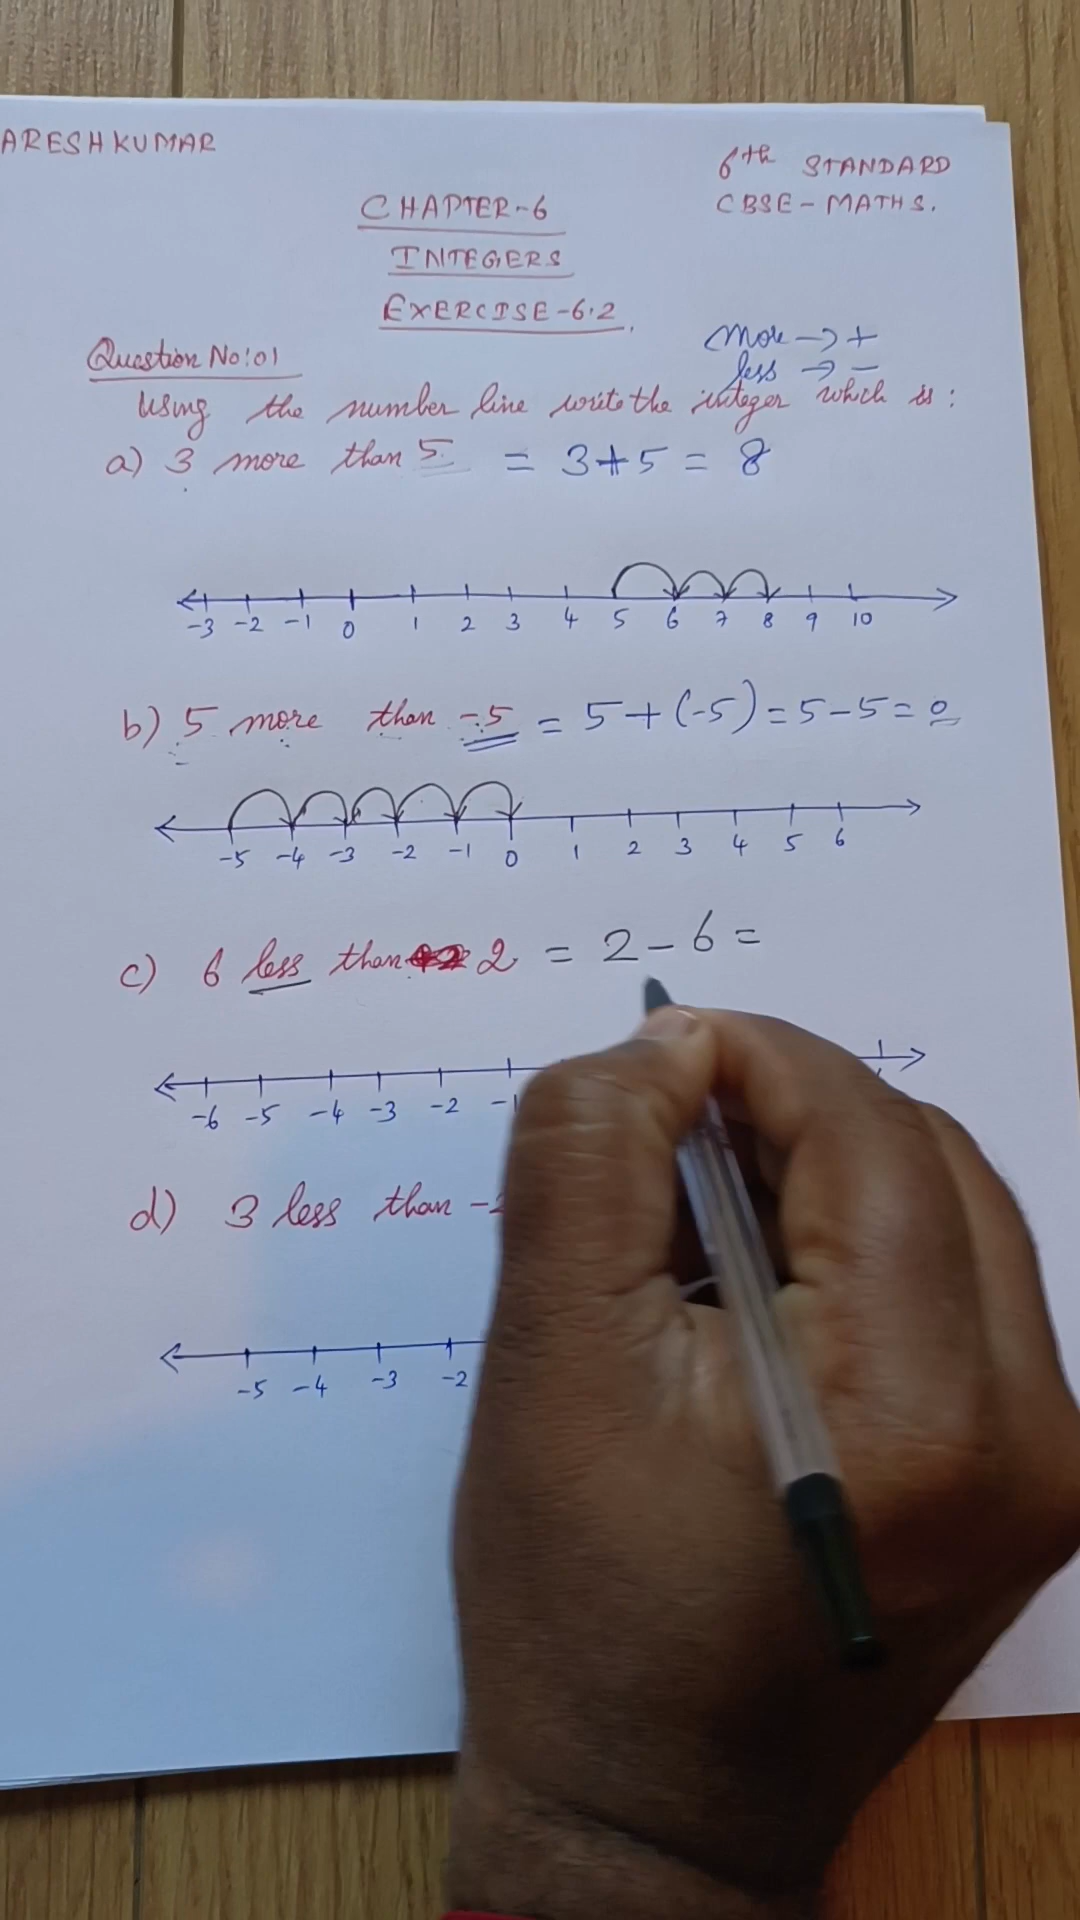 ARESHKUMAR
6th STANDARD
CBSE - MATHS.
CHAPTER-6
INTEGERS
EXERCISE-6.2
Question No:01
More -> +
less -> -
Using the number line write the integer which is:
a) 3 more than 5 = 3+5 = 8
-3 -2 -1 0 1 2 3 4 5 6 7 8 9 10
b) 5 more than -5 = 5+(-5) = 5-5 = 0
-5 -4 -3 -2 -1 0 1 2 3 4 5 6
c) 6 less than 2 = 2-6 =
-6 -5 -4 -3 -2 -1
d) 3 less than -2
-5 -4 -3 -2